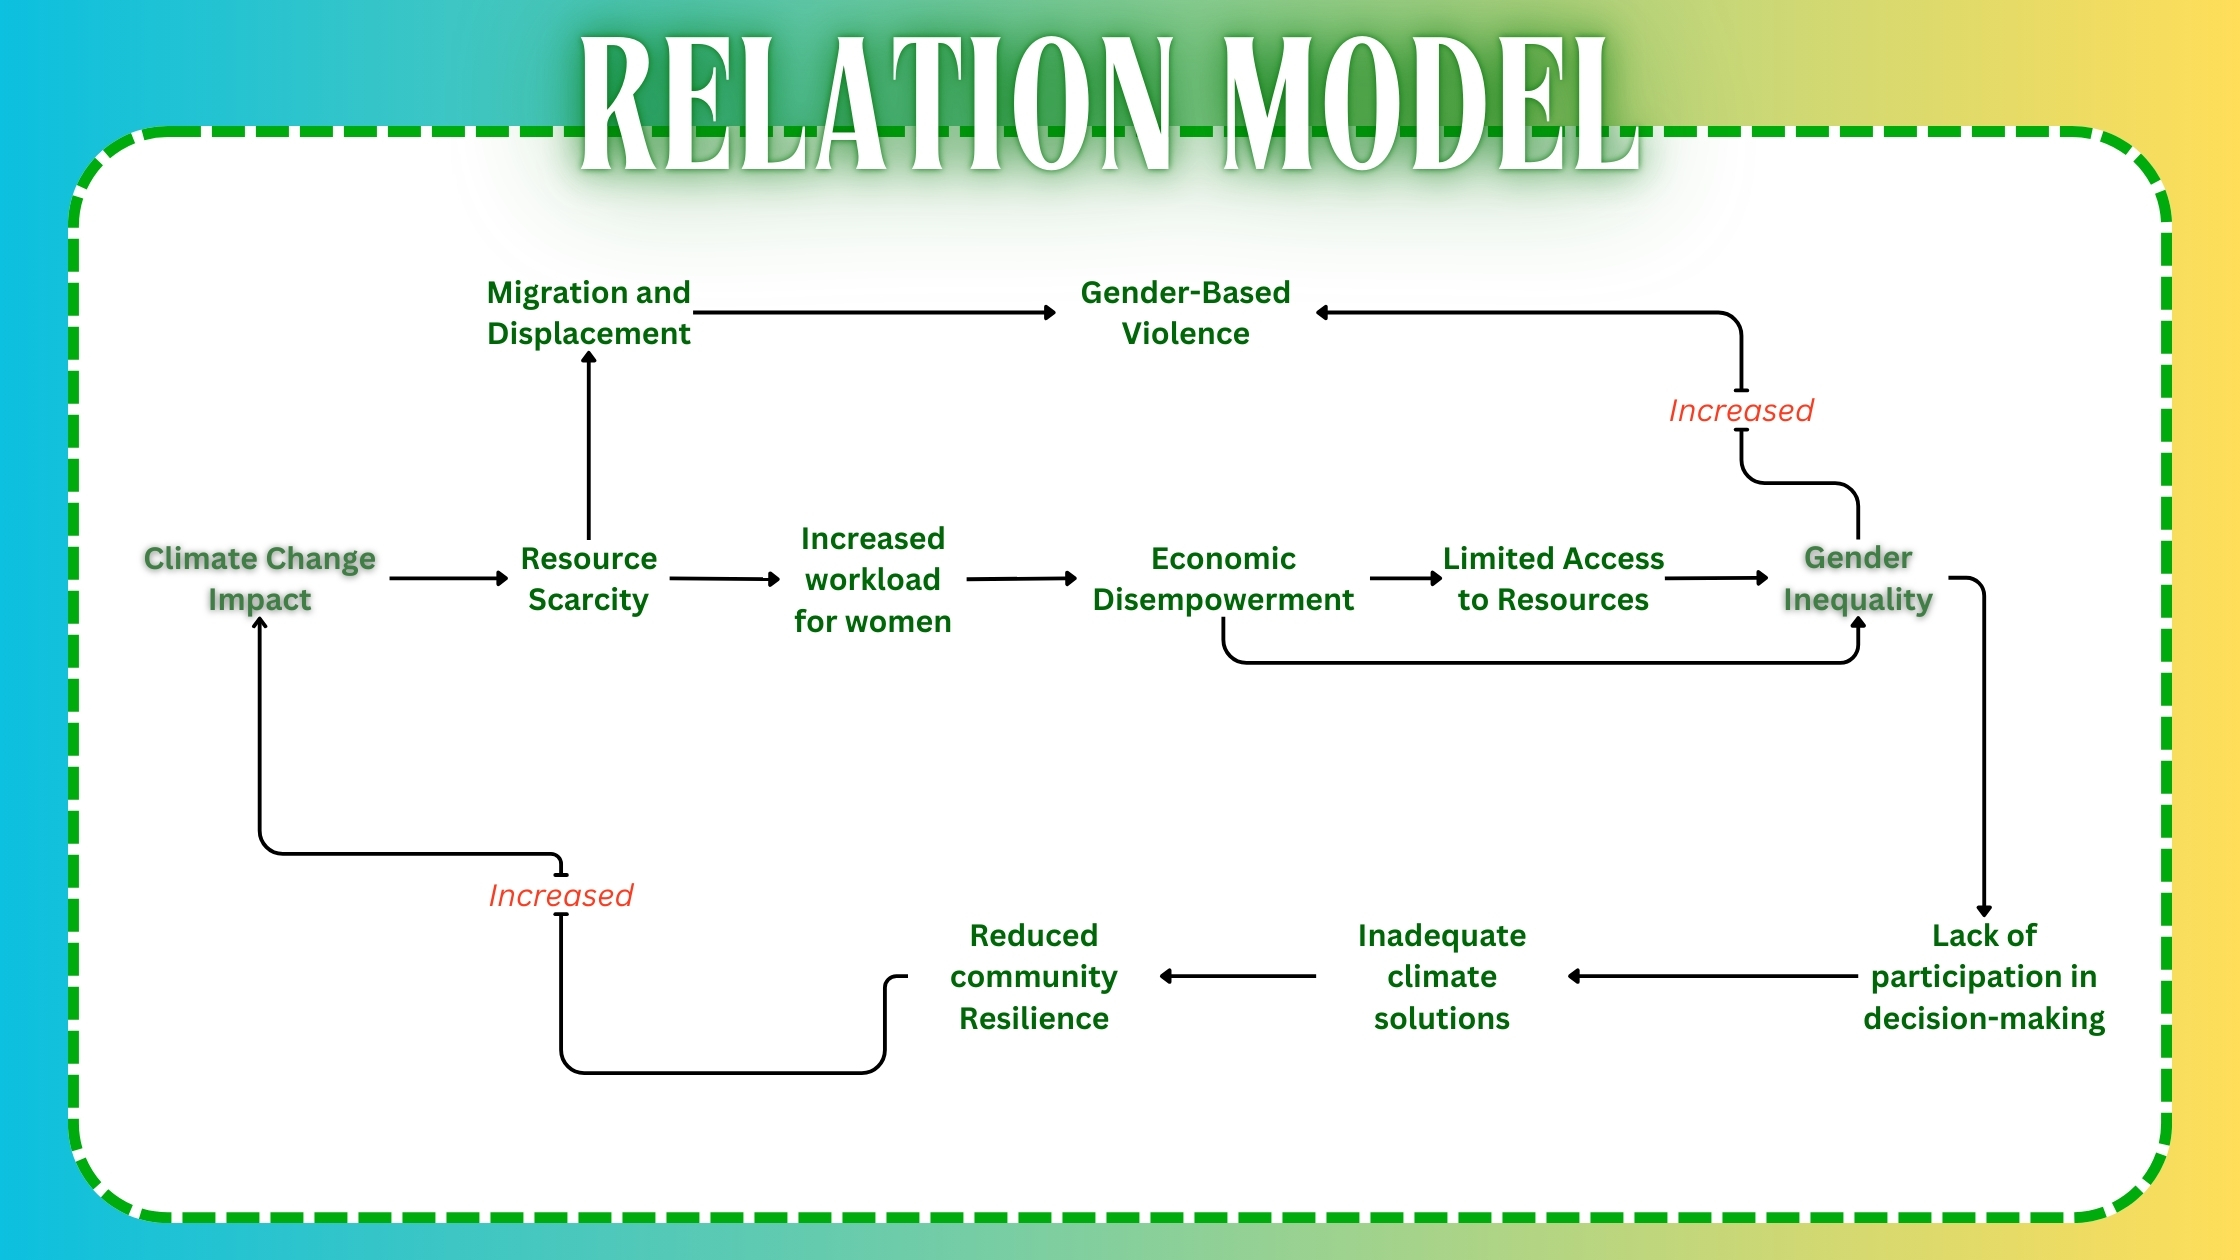 RELATION MODEL
Migration and
Displacement
Gender-Based
Violence
Increased
Climate Change
Impact
Resource
Scarcity
Increased
workload
for women
Economic
Disempowerment
Limited Access
to Resources
Gender
Inequality
Increased
Reduced
community
Resilience
Inadequate
climate
solutions
Lack of
participation in
decision-making